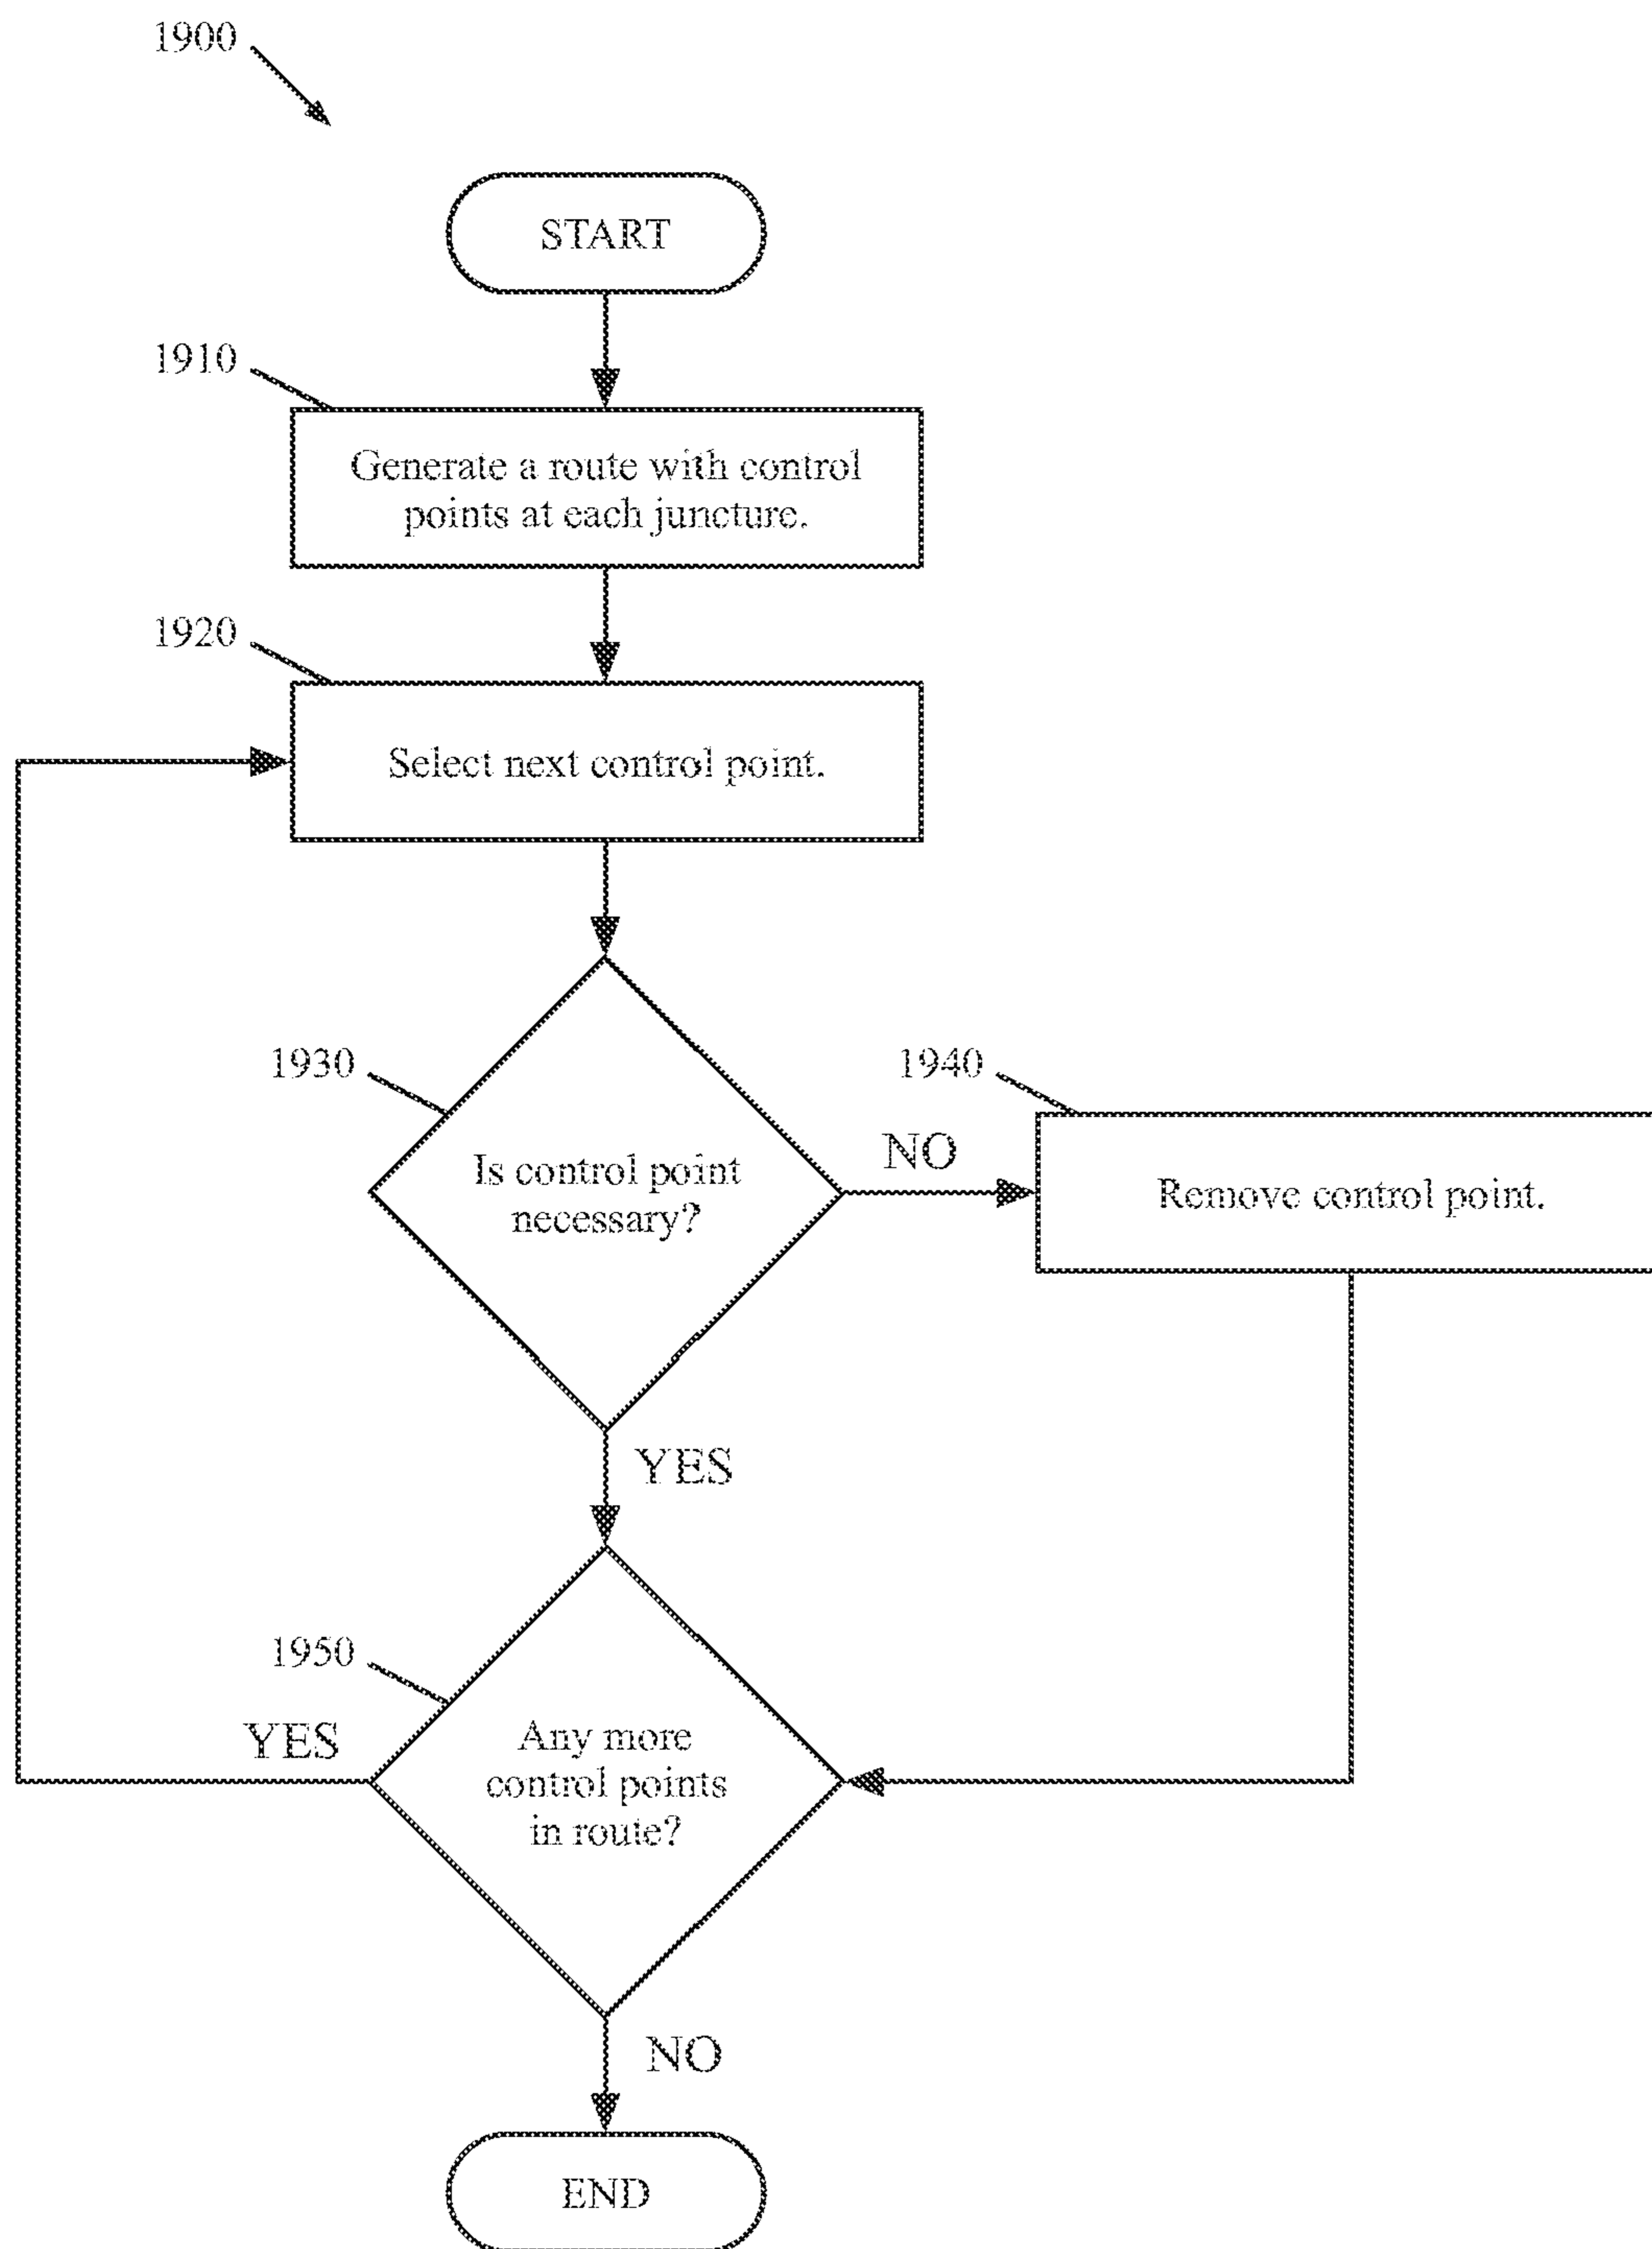 1900
START
1910
Generate a route with control
points at each juncture.
1920
Select next control point.
1930
Is control point
necessary?
NO
1940
Remove control point.
YES
1950
Any more
control points
in route?
YES
NO
END